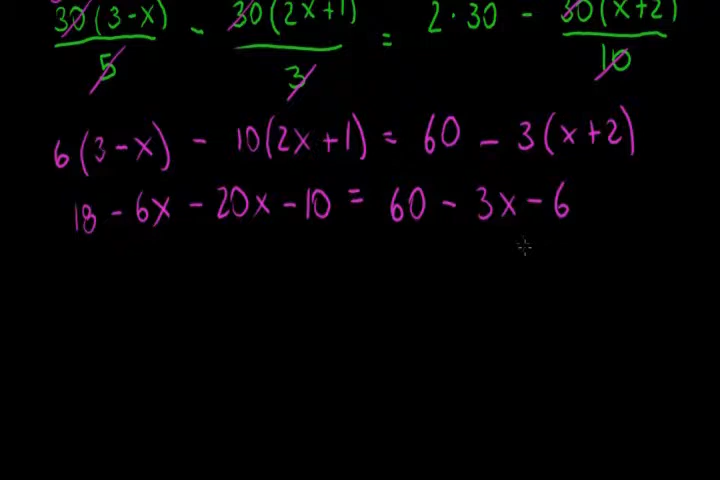 30(3-x)/5 - 30(2x+1)/3 = 2·30 - 30(x+2)/10
6(3-x) - 10(2x+1) = 60 - 3(x+2)
18 - 6x - 20x - 10 = 60 - 3x - 6